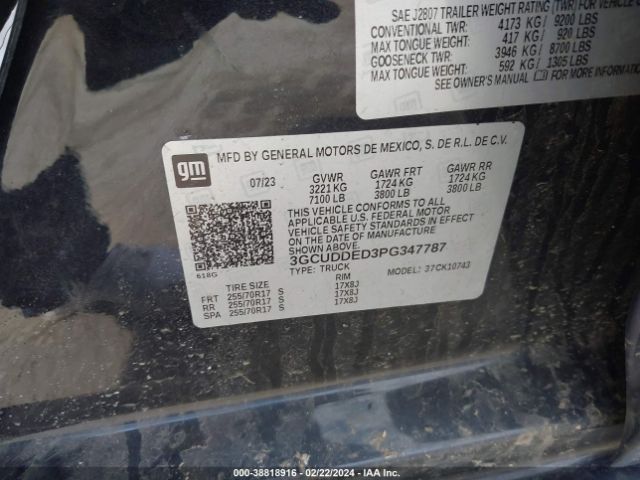 SAE J2807 TRAILER WEIGHT RATING (TWR) FOR VEHICLE
CONVENTIONAL TWR: 4173 KG / 9200 LBS
MAX TONGUE WEIGHT: 417 KG / 920 LBS
GOOSENECK TWR: 3946 KG / 8700 LBS
MAX TONGUE WEIGHT: 592 KG / 1305 LBS
SEE OWNER'S MANUAL FOR MORE INFORMATION
gm
MFD BY GENERAL MOTORS DE MEXICO, S. DE R.L. DE C.V.
07/23 GVWR GAWR FRT GAWR RR
3221 KG 1724 KG 1724 KG
7100 LB 3800 LB 3800 LB
THIS VEHICLE CONFORMS TO ALL
APPLICABLE U.S. FEDERAL MOTOR
VEHICLE SAFETY STANDARDS IN EFFECT
ON THE DATE OF MANUFACTURE
SHOWN ABOVE.
3GCUDDED3PG347787
618G
TYPE: TRUCK MODEL: 37CK10743
TIRE SIZE RIM
FRT 255/70R17 S 17X8J
RR 255/70R17 S 17X8J
SPA 255/70R17 S 17X8J
000-38818916 - 02/22/2024 - IAA Inc.